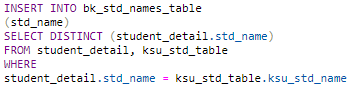 INSERT INTO bk_std_names_table
(std_name)
SELECT DISTINCT (student_detail.std_name)
FROM student_detail, ksu_std_table
WHERE
student_detail.std_name = ksu_std_table.ksu_std_name